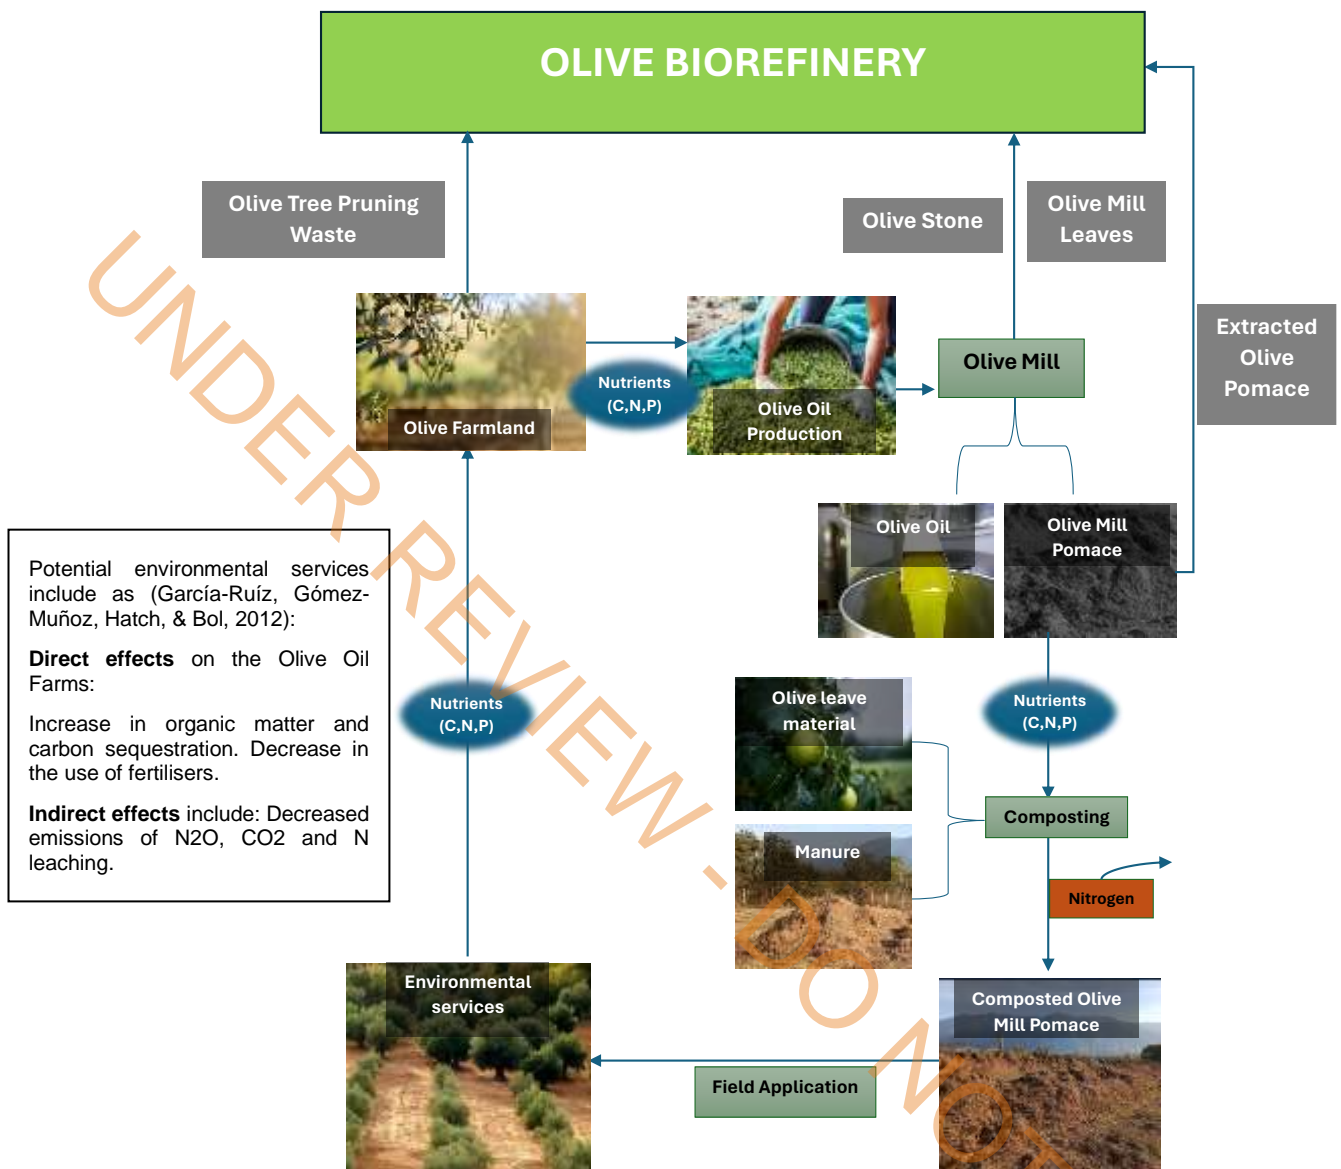 OLIVE BIOREFINERY
Olive Tree Pruning
Waste
Olive Stone
Olive Mill
Leaves
Extracted
Olive
Pomace
Olive Farmland
Nutrients
(C,N,P)
Olive Oil
Production
Olive Mill
Olive Oil
Olive Mill
Pomace
Potential environmental services
include as (García-Ruíz, Gómez-
Muñoz, Hatch, & Bol, 2012):
Direct effects on the Olive Oil
Farms:
Increase in organic matter and
carbon sequestration. Decrease in
the use of fertilisers.
Indirect effects include: Decreased
emissions of N2O, CO2 and N
leaching.
Nutrients
(C,N,P)
Olive leave
material
Nutrients
(C,N,P)
Manure
Composting
Nitrogen
Environmental
services
Composted Olive
Mill Pomace
Field Application
UNDER REVIEW - DO NOT